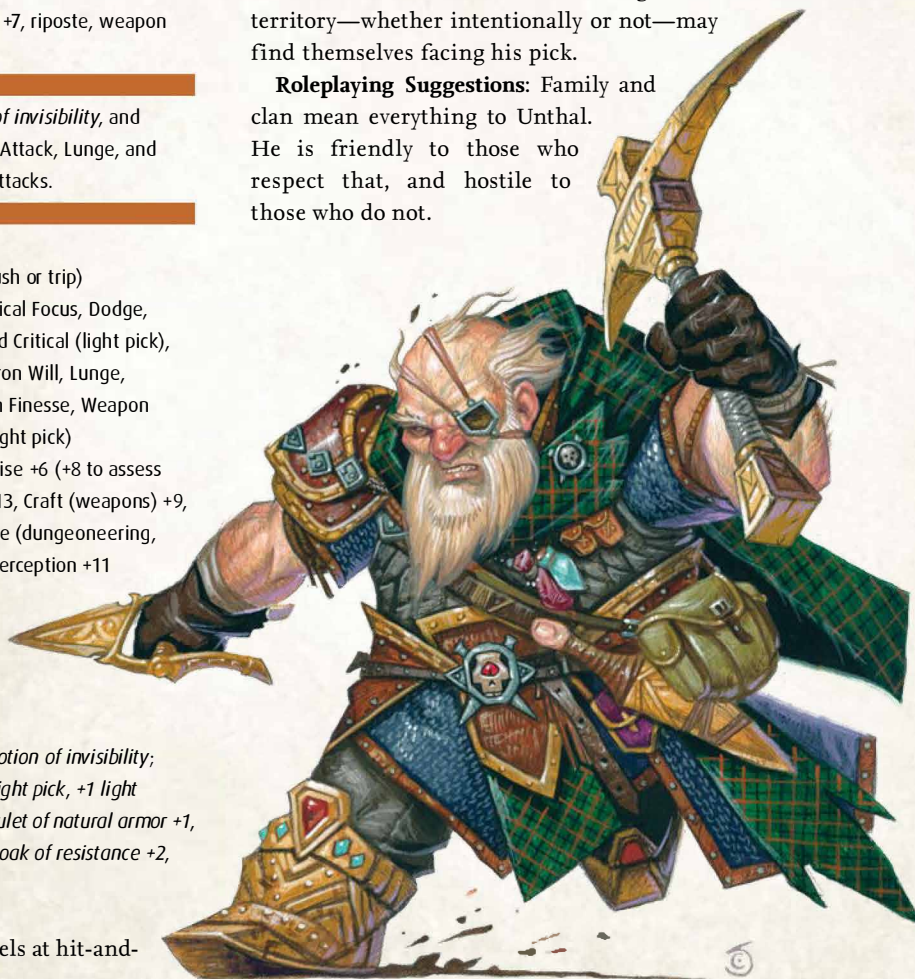 +7, riposte, weapon
of invisibility, and
Attack, Lunge, and
ttacks.
sh or trip)
ical Focus, Dodge,
d Critical (light pick),
ron Will, Lunge,
n Finesse, Weapon
ght pick)
ise +6 (+8 to assess
13, Craft (weapons) +9,
e (dungeoneering,
erception +11
otion of invisibility;
ight pick, +1 light
ulet of natural armor +1,
oak of resistance +2,
els at hit-and-
territory—whether intentionally or not—may
find themselves facing his pick.
Roleplaying Suggestions: Family and
clan mean everything to Unthal.
He is friendly to those who
respect that, and hostile to
those who do not.